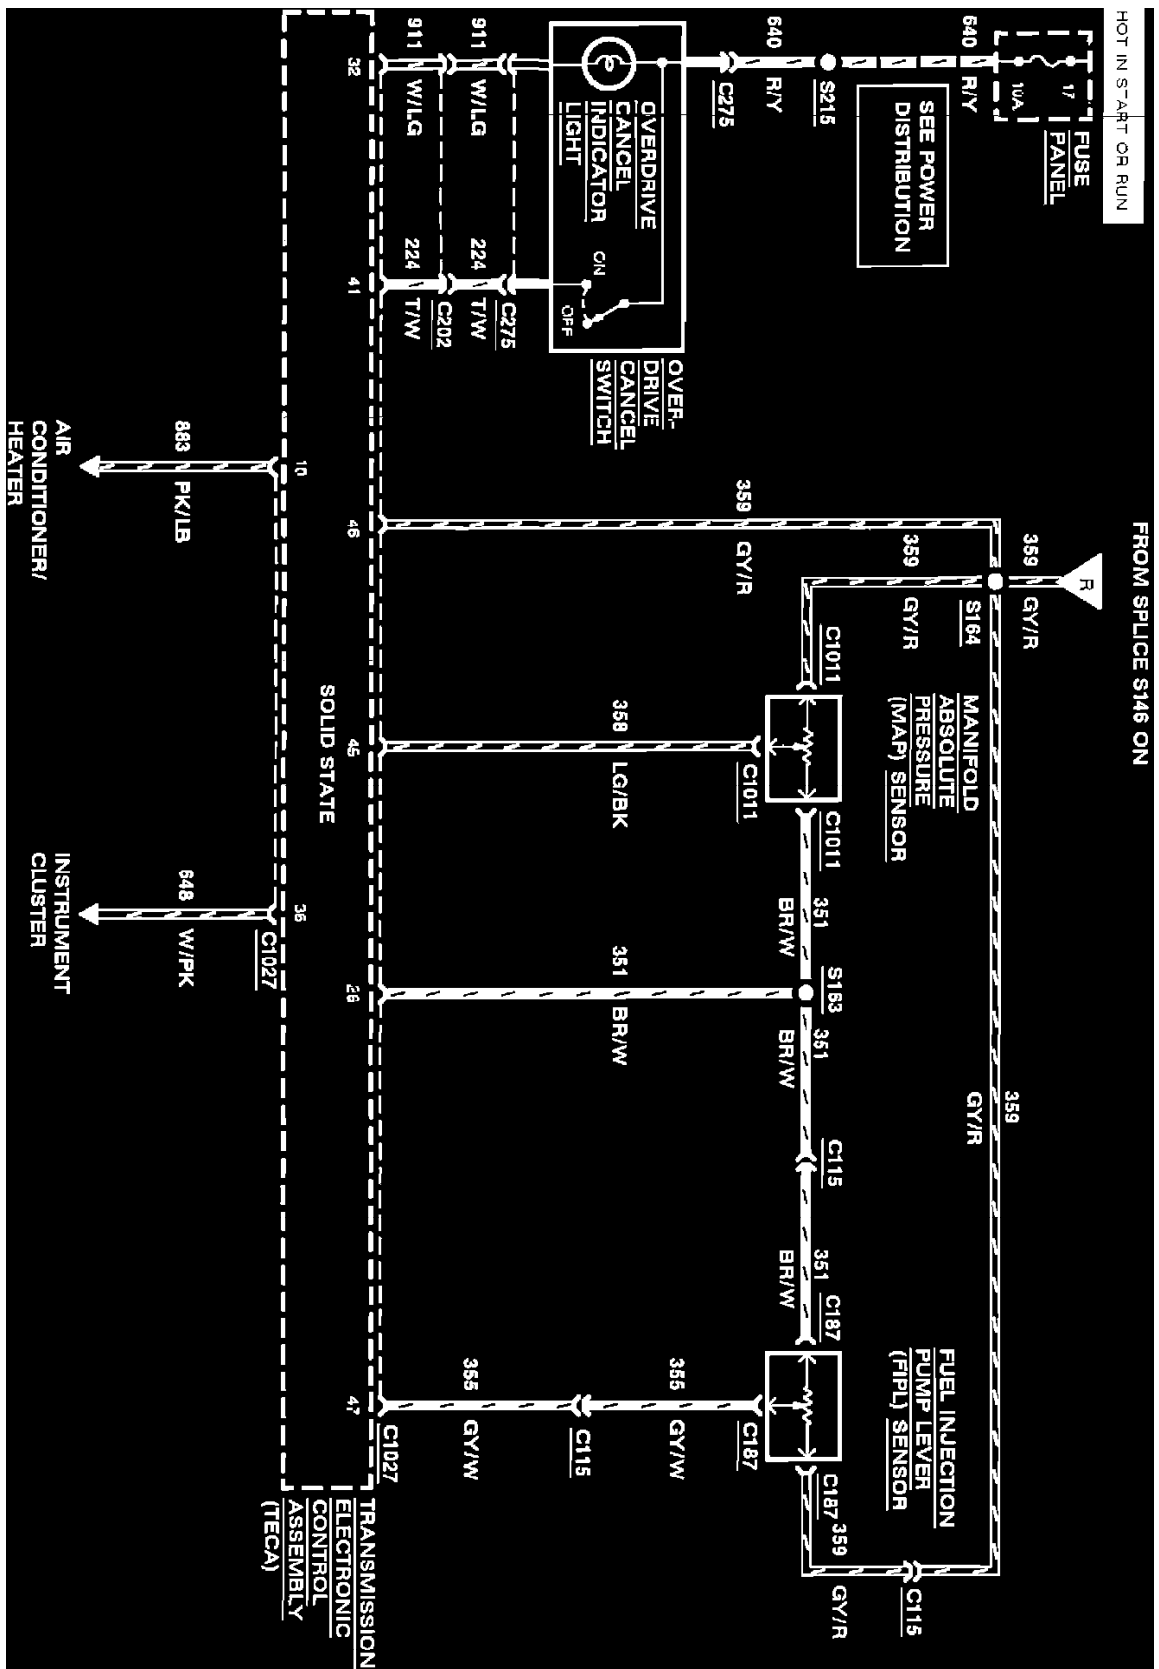 HOT IN START OR RUN
FUSE
PANEL
17
10A
640
R/Y
SEE POWER
DISTRIBUTION
S215
640
R/Y
C275
OVERDRIVE
CANCEL
INDICATOR
LIGHT
ON
OFF
OVER-
DRIVE
CANCEL
SWITCH
911
W/LG
911
W/LG
224
T/W
C275
224
T/W
C202
32
41
FROM SPLICE S146 ON
R
359
GY/R
S164
359
GY/R
359
GY/R
C1011
MANIFOLD
ABSOLUTE
PRESSURE
(MAP) SENSOR
C1011
358
LG/BK
C1011
351
BR/W
S163
351
BR/W
351
BR/W
C115
351
BR/W
C187
359
GY/R
FUEL INJECTION
PUMP LEVER
(FIPL) SENSOR
C187
359
GY/R
C115
C187
355
GY/W
C115
355
GY/W
C1027
46
45
26
47
SOLID STATE
10
36
TRANSMISSION
ELECTRONIC
CONTROL
ASSEMBLY
(TECA)
883
PK/LB
AIR
CONDITIONER/
HEATER
C1027
648
W/PK
INSTRUMENT
CLUSTER